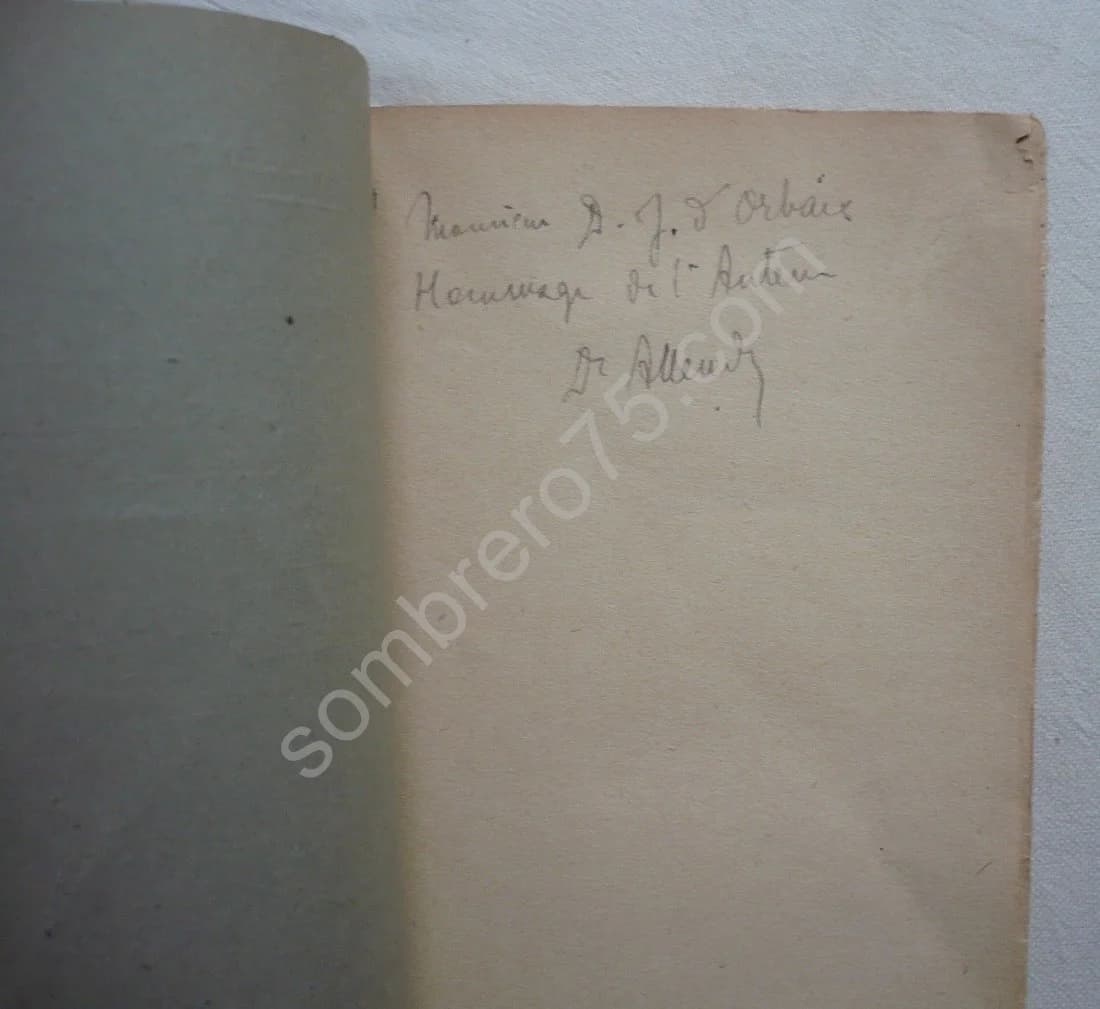 Monsieur D. J. d'Orbaix
Hommage de l'Auteur
Dr Allendy
sombrero75.com